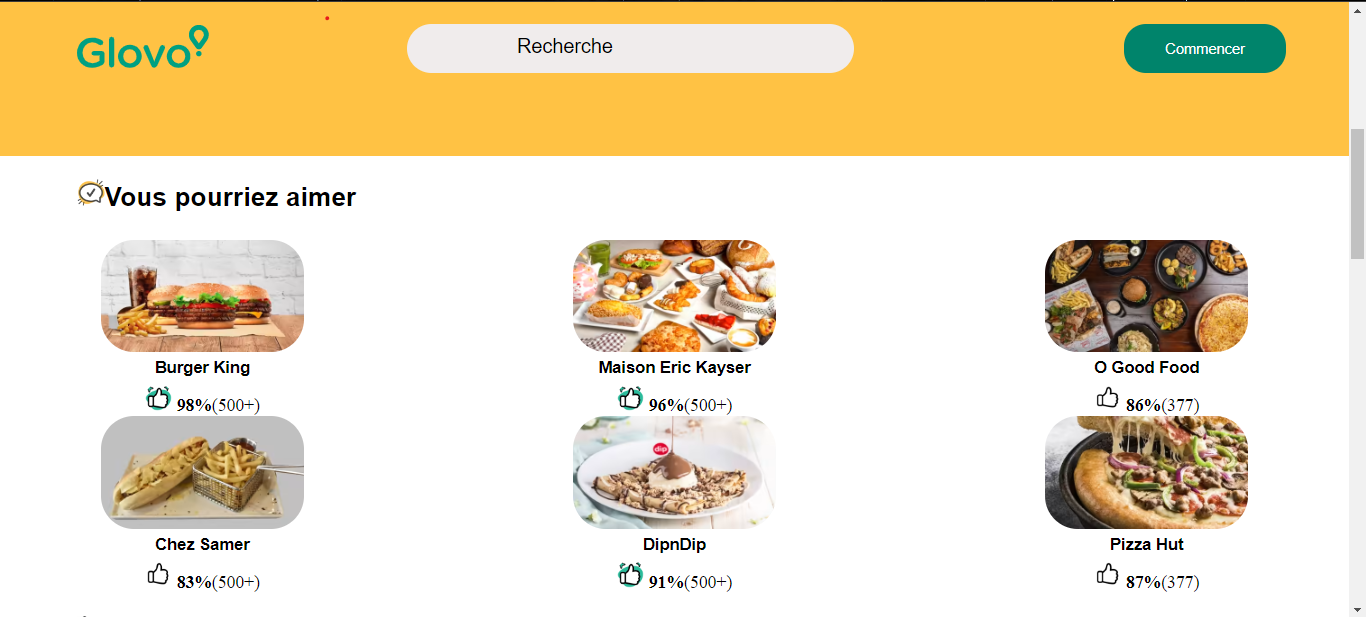 Glovo
Recherche
Commencer
Vous pourriez aimer
Burger King
Maison Eric Kayser
O Good Food
98%(500+)
96%(500+)
86%(377)
dip
Chez Samer
DipnDip
Pizza Hut
83%(500+)
91%(500+)
87%(377)